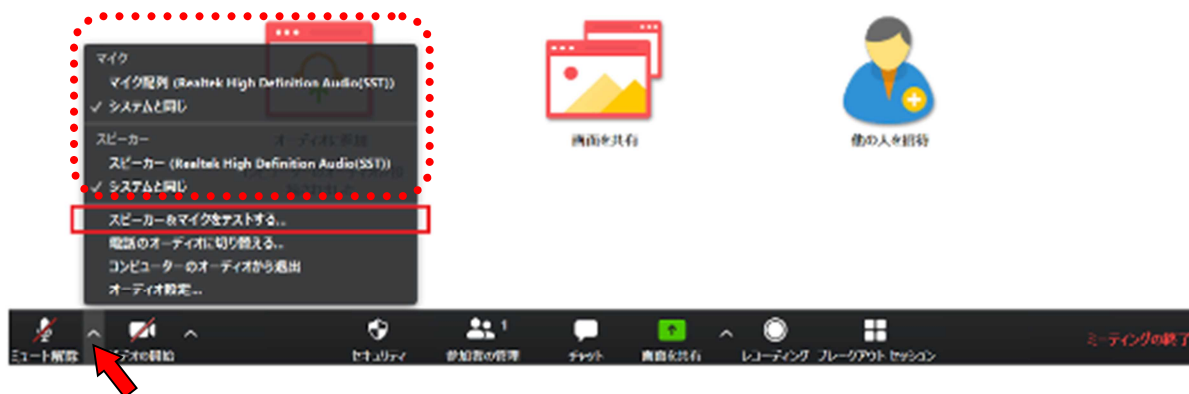 マイク
マイク配列 (Realtek High Definition Audio(SST))
✓ システムと同じ
スピーカー
スピーカー (Realtek High Definition Audio(SST))
✓ システムと同じ
スピーカー&マイクをテストする...
電話のオーディオに切り替える...
コンピューターのオーディオから退出
オーディオ設定...
オーディオに参加
画面を共有
他の人を招待
ミュート解除
ビデオの開始
セキュリティ
参加者の管理
1
チャット
画面を共有
レコーディング
ブレークアウト セッション
ミーティングの終了